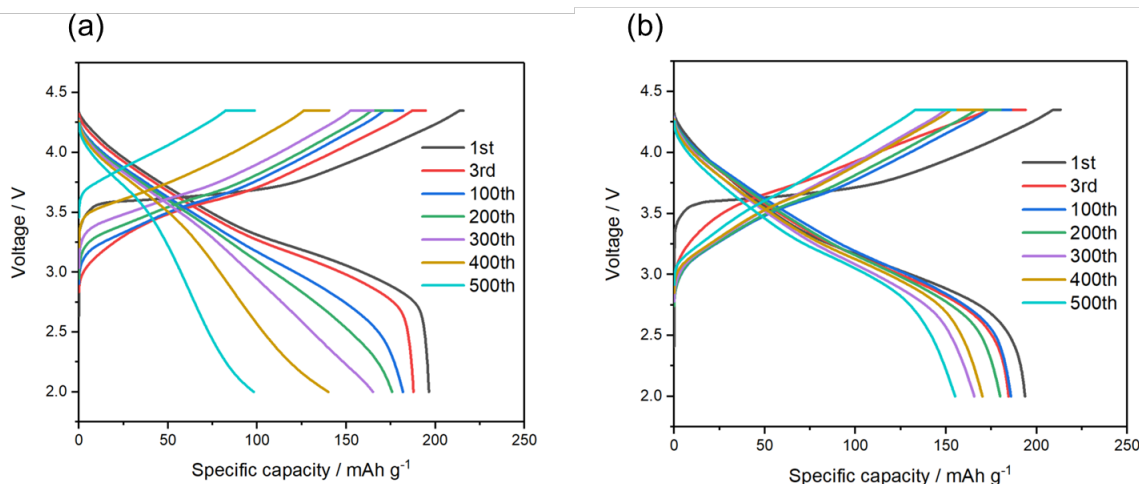 (a)
Voltage / V
4.5
4.0
3.5
3.0
2.5
2.0
1st
3rd
100th
200th
300th
400th
500th
0 50 100 150 200 250
Specific capacity / mAh g⁻¹
(b)
Voltage / V
4.5
4.0
3.5
3.0
2.5
2.0
1st
3rd
100th
200th
300th
400th
500th
0 50 100 150 200 250
Specific capacity / mAh g⁻¹